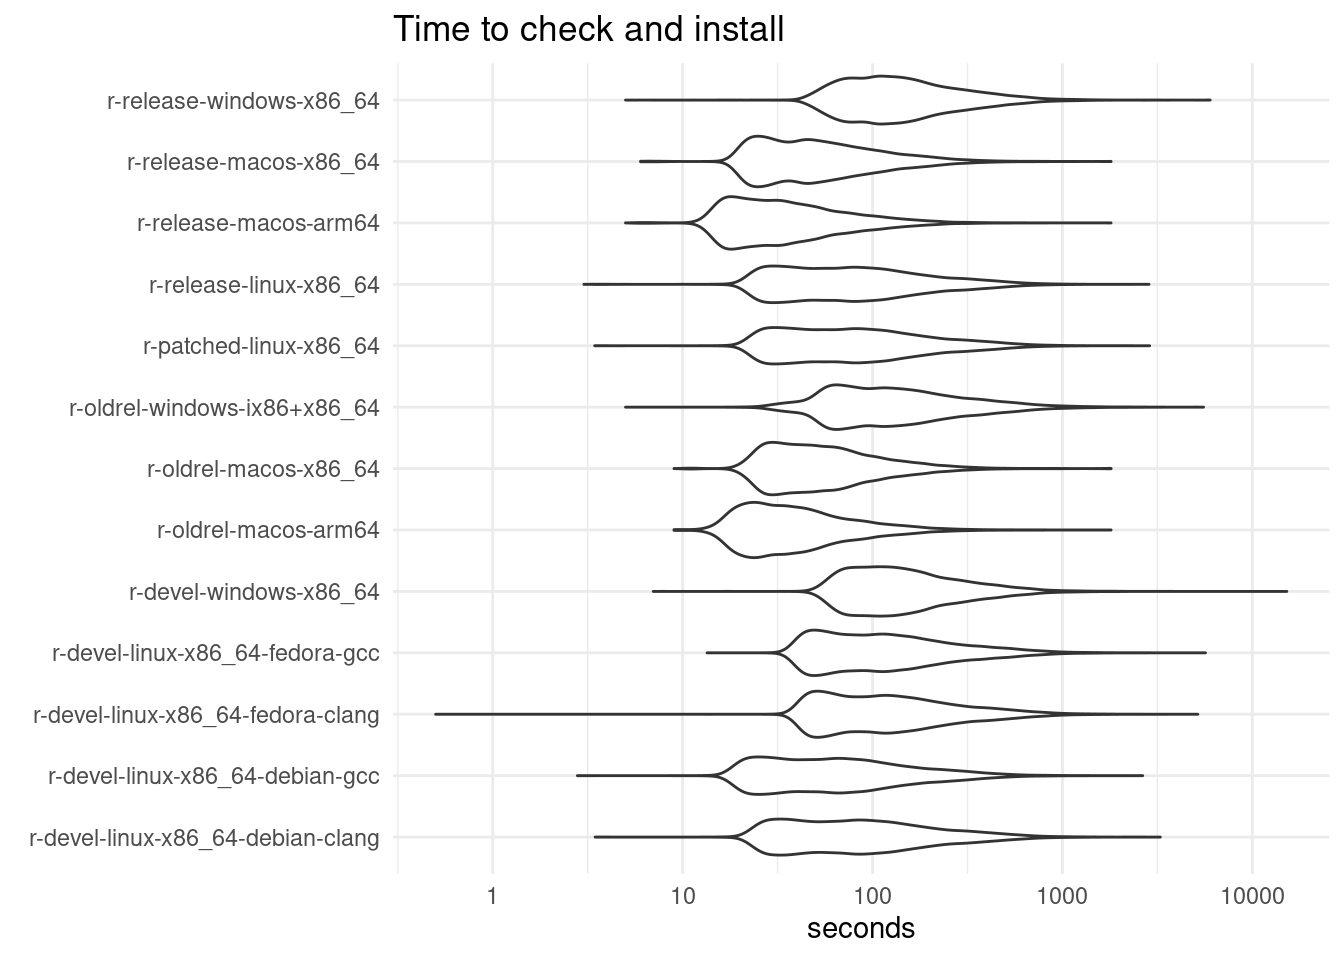 Time to check and install
r-release-windows-x86_64
r-release-macos-x86_64
r-release-macos-arm64
r-release-linux-x86_64
r-patched-linux-x86_64
r-oldrel-windows-ix86+x86_64
r-oldrel-macos-x86_64
r-oldrel-macos-arm64
r-devel-windows-x86_64
r-devel-linux-x86_64-fedora-gcc
r-devel-linux-x86_64-fedora-clang
r-devel-linux-x86_64-debian-gcc
r-devel-linux-x86_64-debian-clang
1 10 100 1000 10000
seconds